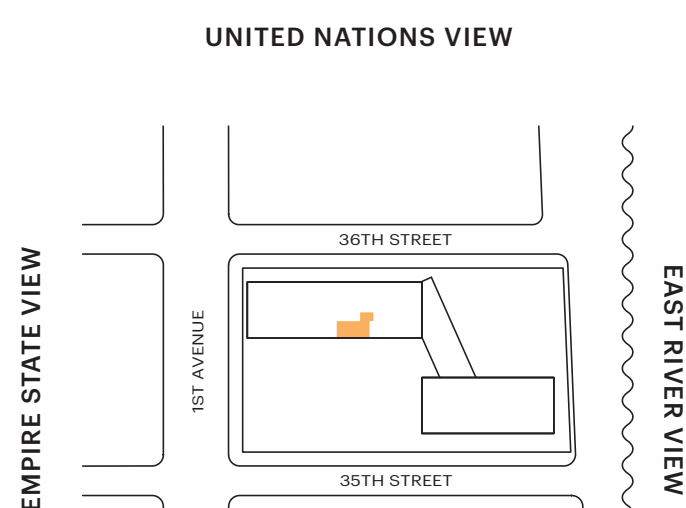 UNITED NATIONS VIEW
36TH STREET
EMPIRE STATE VIEW
1ST AVENUE
EAST RIVER VIEW
35TH STREET